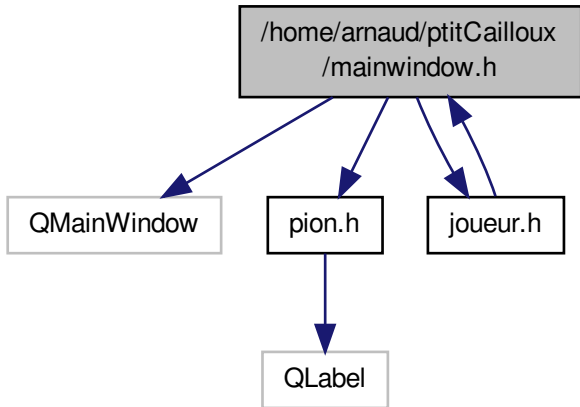 /home/arnaud/ptitCailloux
/mainwindow.h
QMainWindow
pion.h
joueur.h
QLabel